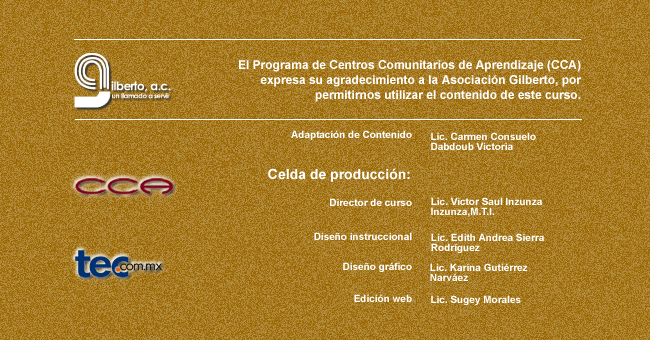 El Programa de Centros Comunitarios de Aprendizaje (CCA)
expresa su agradecimiento a la Asociación Gilberto, por
permitirnos utilizar el contenido de este curso.
gilberto, a.c.
un llamado a servir
Adaptación de Contenido
Lic. Carmen Consuelo
Dabdoub Victoria
Celda de producción:
CCA
Director de curso
Lic. Victor Saul Inzunza
Inzunza,M.T.I.
Diseño instruccional
Lic. Edith Andrea Sierra
Rodríguez
tec.com.mx
Diseño gráfico
Lic. Karina Gutiérrez
Narváez
Edición web
Lic. Sugey Morales